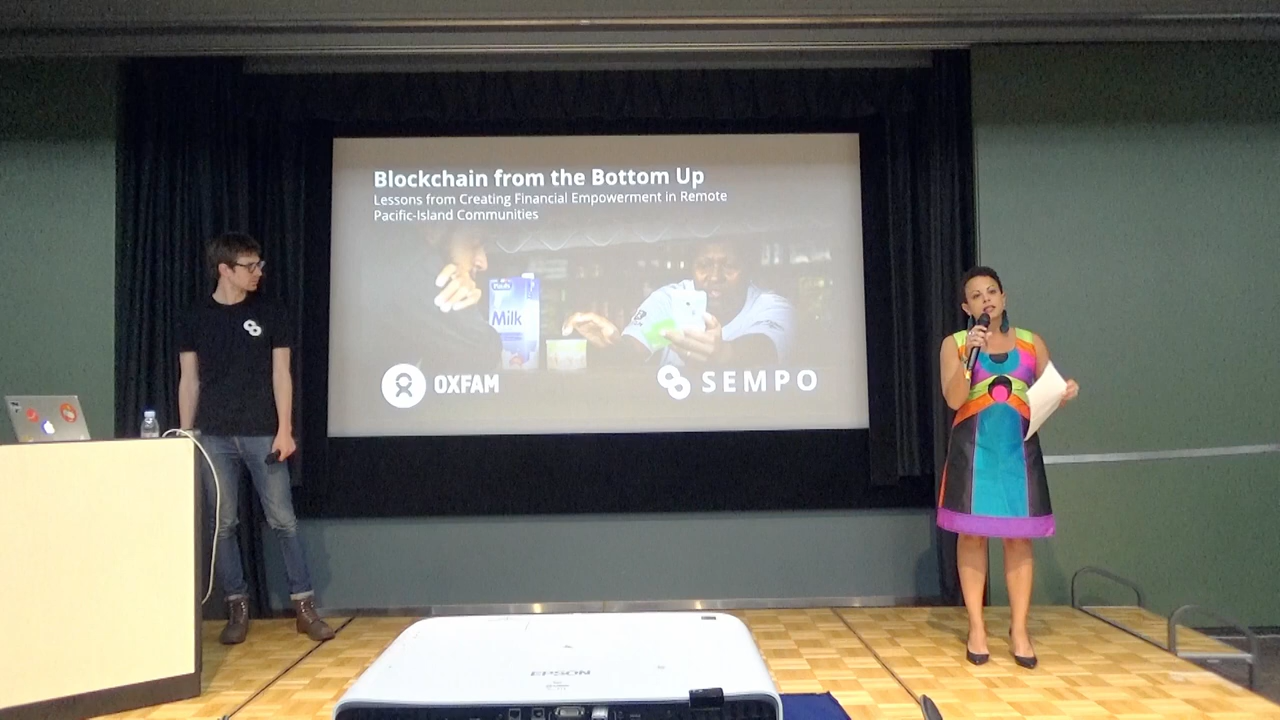 Blockchain from the Bottom Up
Lessons from Creating Financial Empowerment in Remote
Pacific-Island Communities
Milk
OXFAM
SEMPO
EPSON